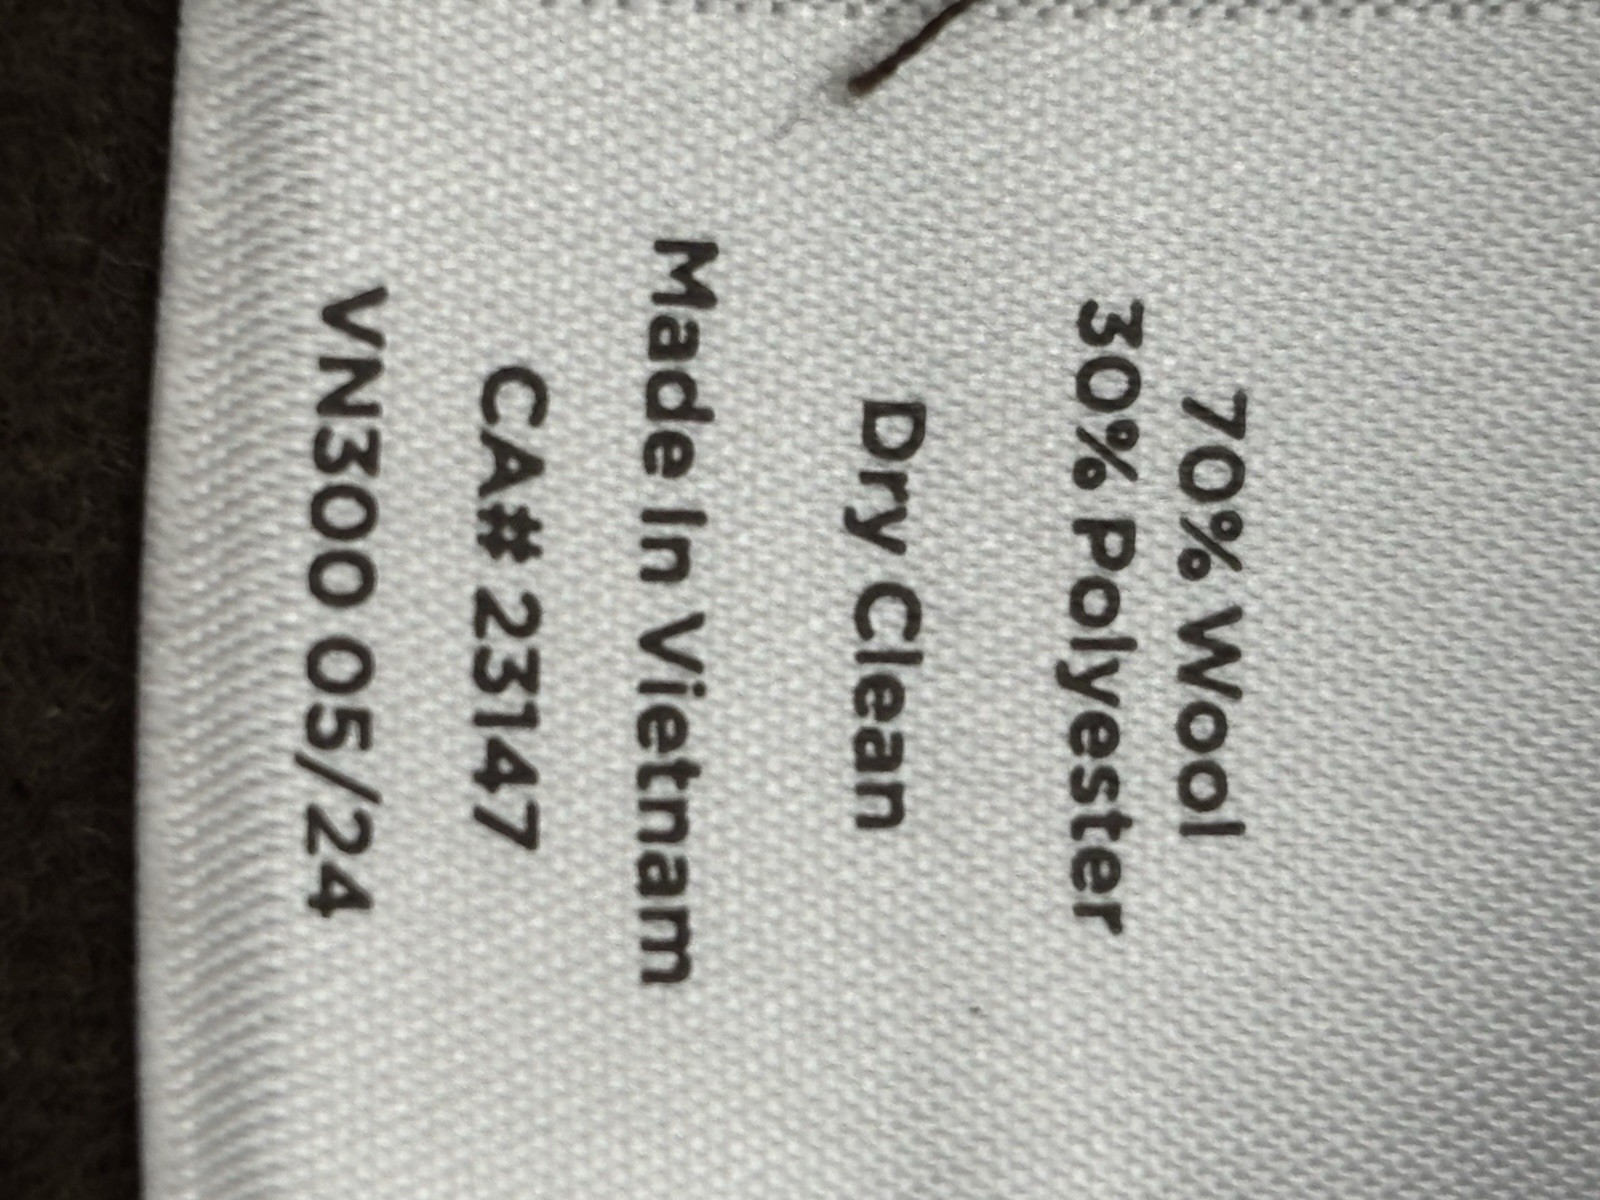 70% Wool
30% Polyester
Dry Clean
Made In Vietnam
CA# 23147
VN300 05/24